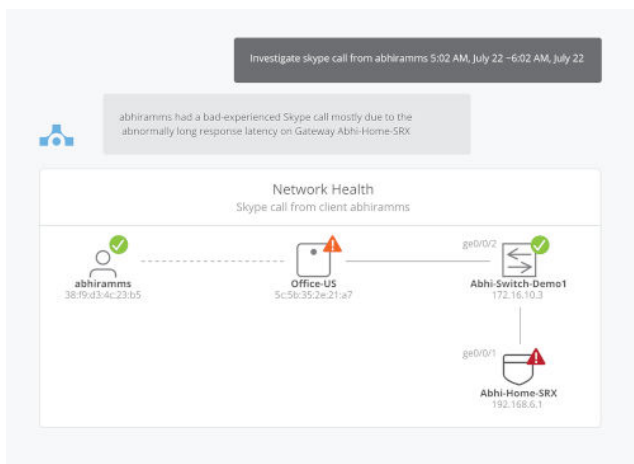 Investigate skype call from abhiramms 5:02 AM, July 22 ~6:02 AM, July 22
abhiramms had a bad-experienced Skype call mostly due to the
abnormally long response latency on Gateway Abhi-Home-SRX
Network Health
Skype call from client abhiramms
ge0/0/2
abhiramms
38:f9:d3:4c:23:b5
Office-US
5c:5b:35:2e:21:a7
Abhi-Switch-Demo1
172.16.10.3
ge0/0/1
Abhi-Home-SRX
192.168.6.1